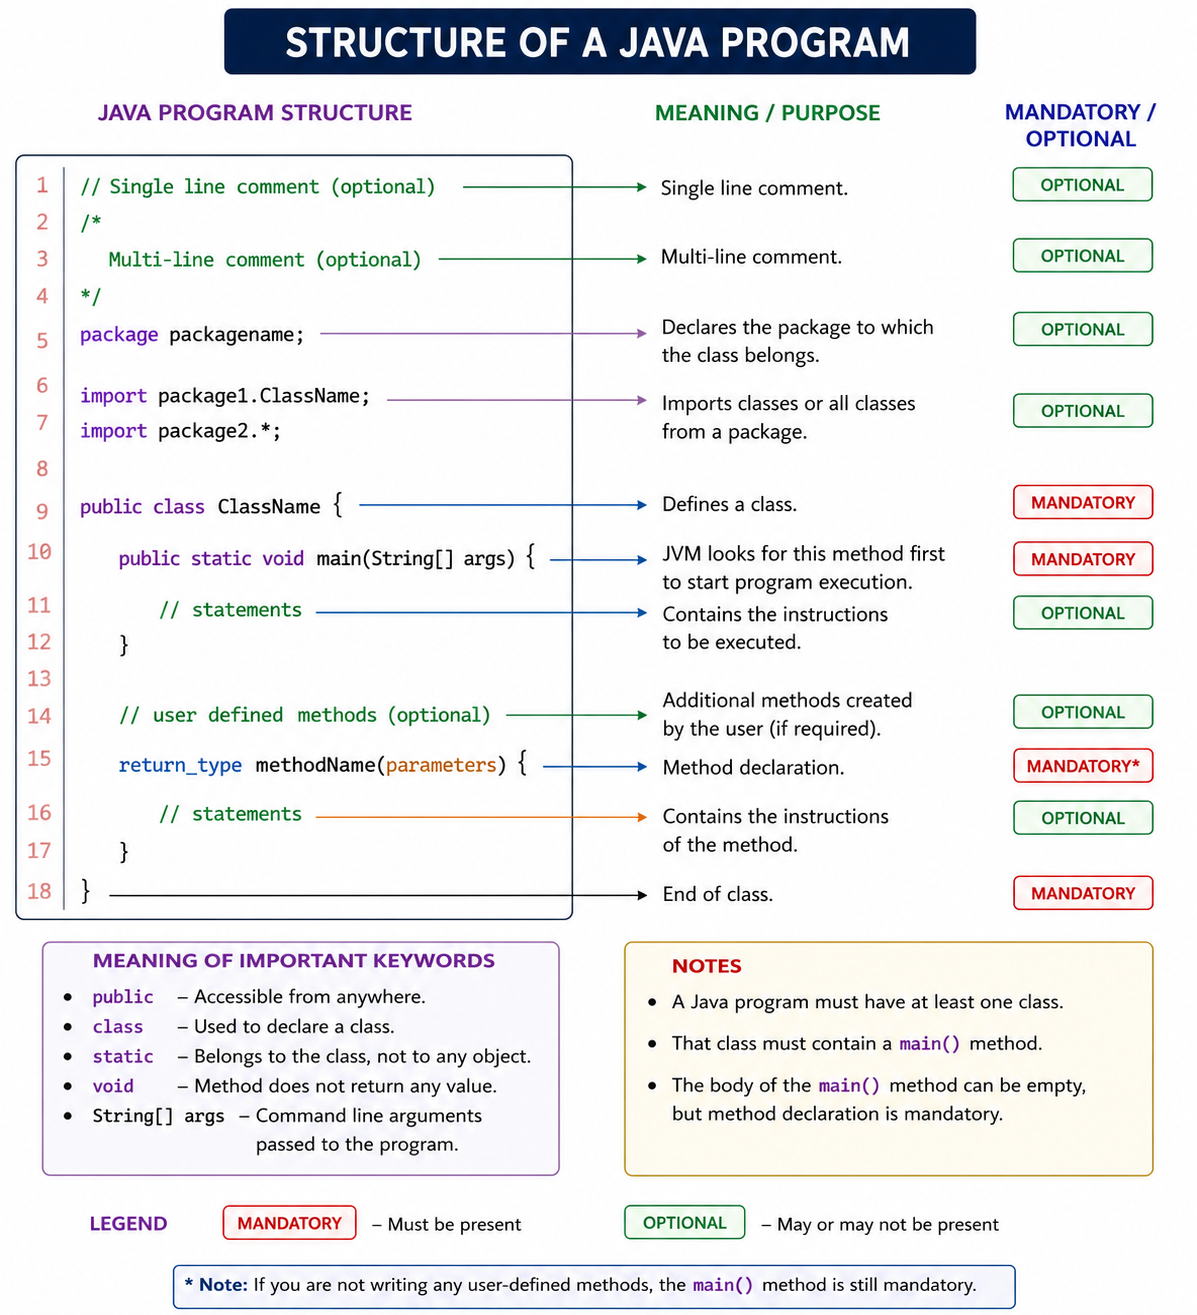 STRUCTURE OF A JAVA PROGRAM
JAVA PROGRAM STRUCTURE
MEANING / PURPOSE
MANDATORY /
OPTIONAL
1 // Single line comment (optional) Single line comment. OPTIONAL
2 /*
3 Multi-line comment (optional) Multi-line comment. OPTIONAL
4 */
5 package packagename; Declares the package to which OPTIONAL
the class belongs.
6 import package1.ClassName; Imports classes or all classes OPTIONAL
7 import package2.*; from a package.
8
9 public class ClassName { Defines a class. MANDATORY
10 public static void main(String[] args) { JVM looks for this method first MANDATORY
to start program execution.
11 // statements Contains the instructions OPTIONAL
12 } to be executed.
13
14 // user defined methods (optional) Additional methods created OPTIONAL
by the user (if required).
15 return_type methodName(parameters) { Method declaration. MANDATORY*
16 // statements Contains the instructions OPTIONAL
17 } of the method.
18 } End of class. MANDATORY
MEANING OF IMPORTANT KEYWORDS
• public – Accessible from anywhere.
• class – Used to declare a class.
• static – Belongs to the class, not to any object.
• void – Method does not return any value.
• String[] args – Command line arguments
passed to the program.
NOTES
• A Java program must have at least one class.
• That class must contain a main() method.
• The body of the main() method can be empty,
but method declaration is mandatory.
LEGEND MANDATORY – Must be present OPTIONAL – May or may not be present
* Note: If you are not writing any user-defined methods, the main() method is still mandatory.